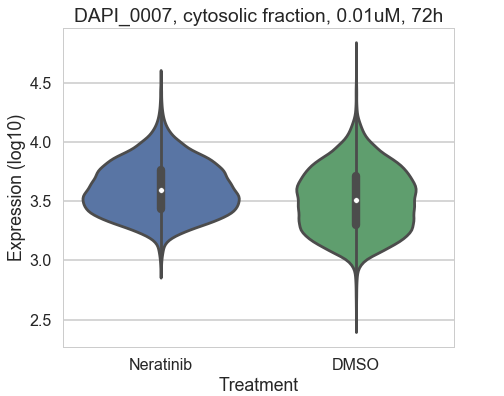 DAPI_0007, cytosolic fraction, 0.01uM, 72h
Expression (log10)
4.5
4.0
3.5
3.0
2.5
Neratinib DMSO
Treatment